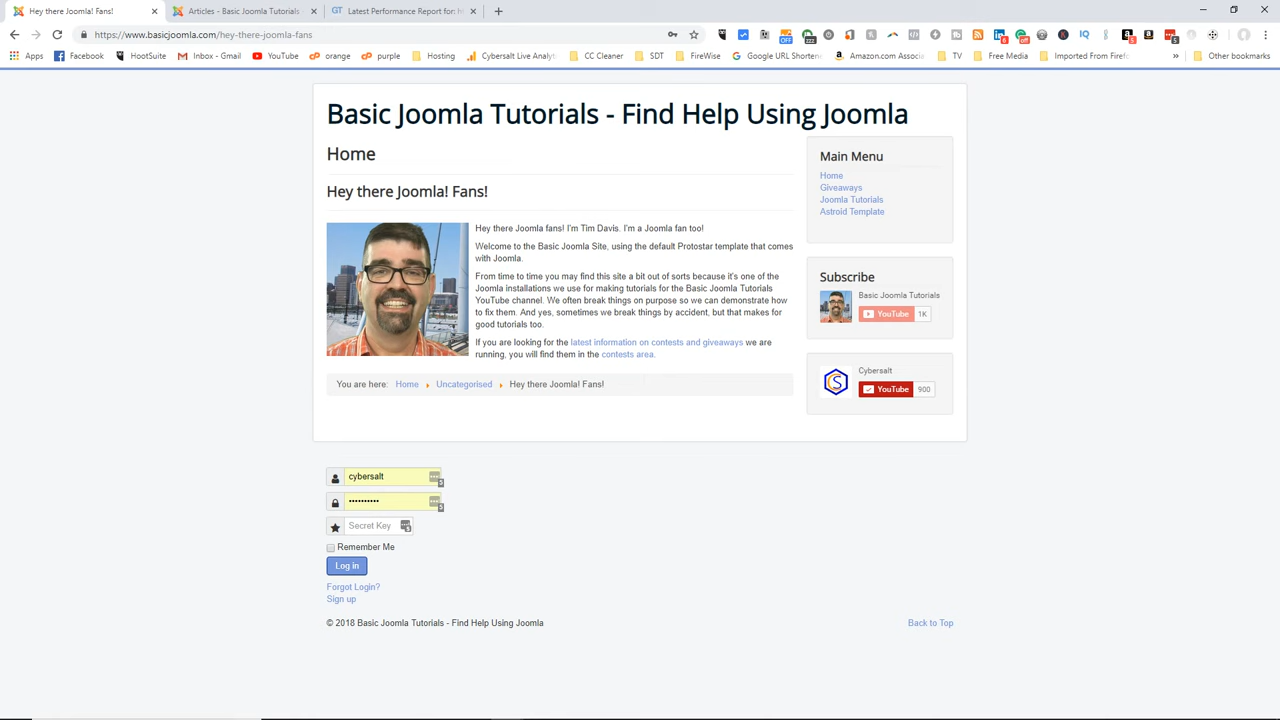 Hey there Joomla! Fans!
Articles - Basic Joomla Tutorials
Latest Performance Report for:
https://www.basicjoomla.com/hey-there-joomla-fans
Apps Facebook HootSuite Inbox - Gmail YouTube orange purple Hosting Cybersalt Live Analyt CC Cleaner SDT FireWise Google URL Shorten Amazon.com Associa TV Free Media Imported From Firefo » Other bookmarks
Basic Joomla Tutorials - Find Help Using Joomla
Home
Hey there Joomla! Fans!
Hey there Joomla fans! I'm Tim Davis. I'm a Joomla fan too!
Welcome to the Basic Joomla Site, using the default Protostar template that comes
with Joomla.
From time to time you may find this site a bit out of sorts because it's one of the
Joomla installations we use for making tutorials for the Basic Joomla Tutorials
YouTube channel. We often break things on purpose so we can demonstrate how
to fix them. And yes, sometimes we break things by accident, but that makes for
good tutorials too.
If you are looking for the latest information on contests and giveaways we are
running, you will find them in the contests area.
You are here: Home Uncategorised Hey there Joomla! Fans!
Main Menu
Home
Giveaways
Joomla Tutorials
Astroid Template
Subscribe
Basic Joomla Tutorials
YouTube 1K
Cybersalt
YouTube 900
cybersalt
••••••••••
Secret Key
Remember Me
Log in
Forgot Login?
Sign up
© 2018 Basic Joomla Tutorials - Find Help Using Joomla
Back to Top